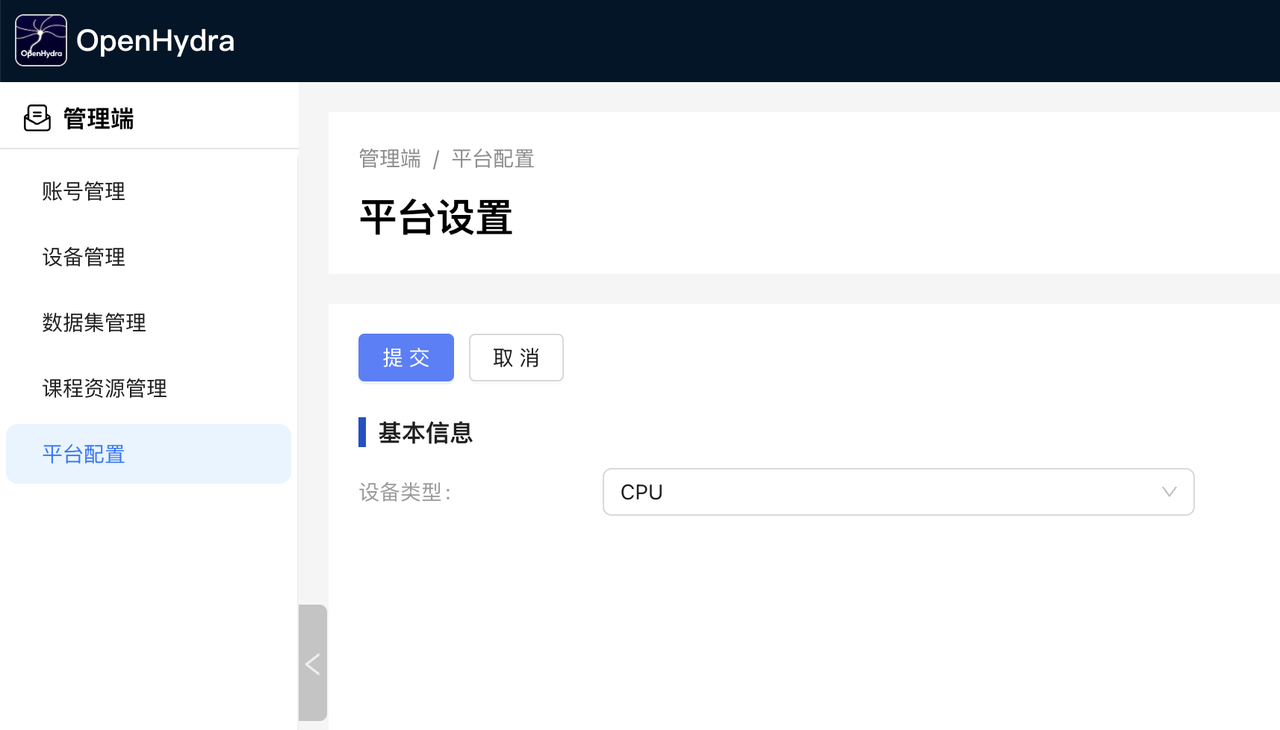 OpenHydra
OpenHydra
管理端
账号管理
设备管理
数据集管理
课程资源管理
平台配置
管理端 / 平台配置
平台设置
提 交
取 消
基本信息
设备类型:
CPU